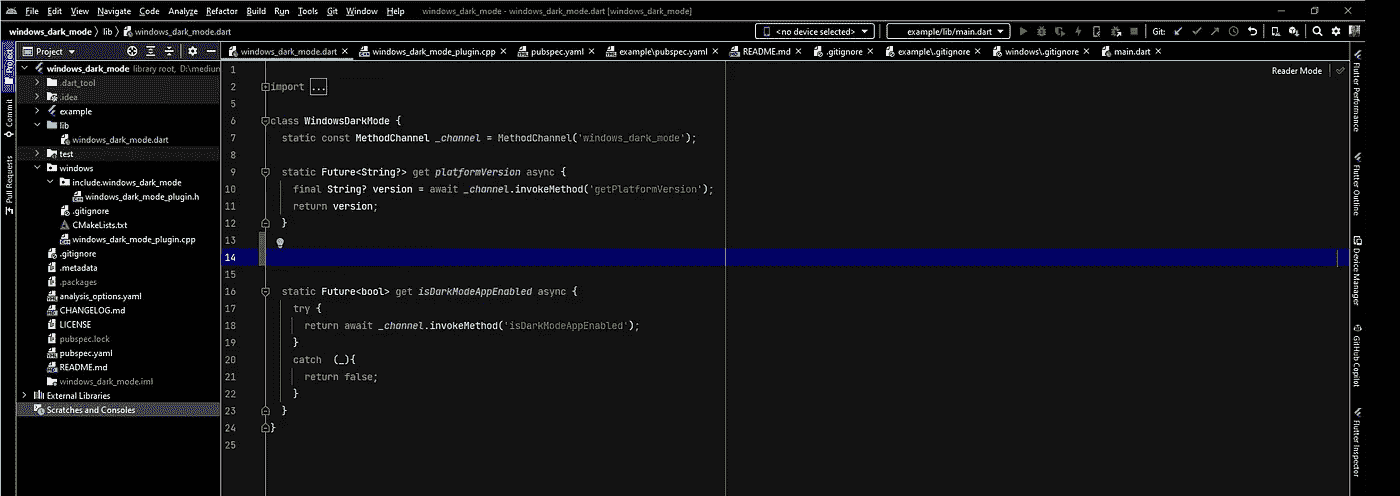 File Edit View Navigate Code Analyze Refactor Build Run Tools Git Window Help windows_dark_mode - windows_dark_mode.dart [windows_dark_mode]
windows_dark_mode lib windows_dark_mode.dart <no device selected> example/lib/main.dart Git:
Project windows_dark_mode.dart windows_dark_mode_plugin.cpp pubspec.yaml example\pubspec.yaml README.md .gitignore example\.gitignore windows\.gitignore main.dart
Project
Commit
Pull Requests
windows_dark_mode library root, D:\medium
.dart_tool
.idea
example
lib
windows_dark_mode.dart
test
windows
include.windows_dark_mode
windows_dark_mode_plugin.h
.gitignore
CMakeLists.txt
windows_dark_mode_plugin.cpp
.gitignore
.metadata
.packages
analysis_options.yaml
CHANGELOG.md
LICENSE
pubspec.lock
pubspec.yaml
README.md
windows_dark_mode.iml
External Libraries
Scratches and Consoles
Reader Mode
1
2 import ...
5
6 class WindowsDarkMode {
7 static const MethodChannel _channel = MethodChannel('windows_dark_mode');
8
9 static Future<String?> get platformVersion async {
10 final String? version = await _channel.invokeMethod('getPlatformVersion');
11 return version;
12 }
13
14
15
16 static Future<bool> get isDarkModeAppEnabled async {
17 try {
18 return await _channel.invokeMethod('isDarkModeAppEnabled');
19 }
20 catch (_){
21 return false;
22 }
23 }
24 }
25
Flutter Performance
Flutter Outline
Device Manager
GitHub Copilot
Flutter Inspector